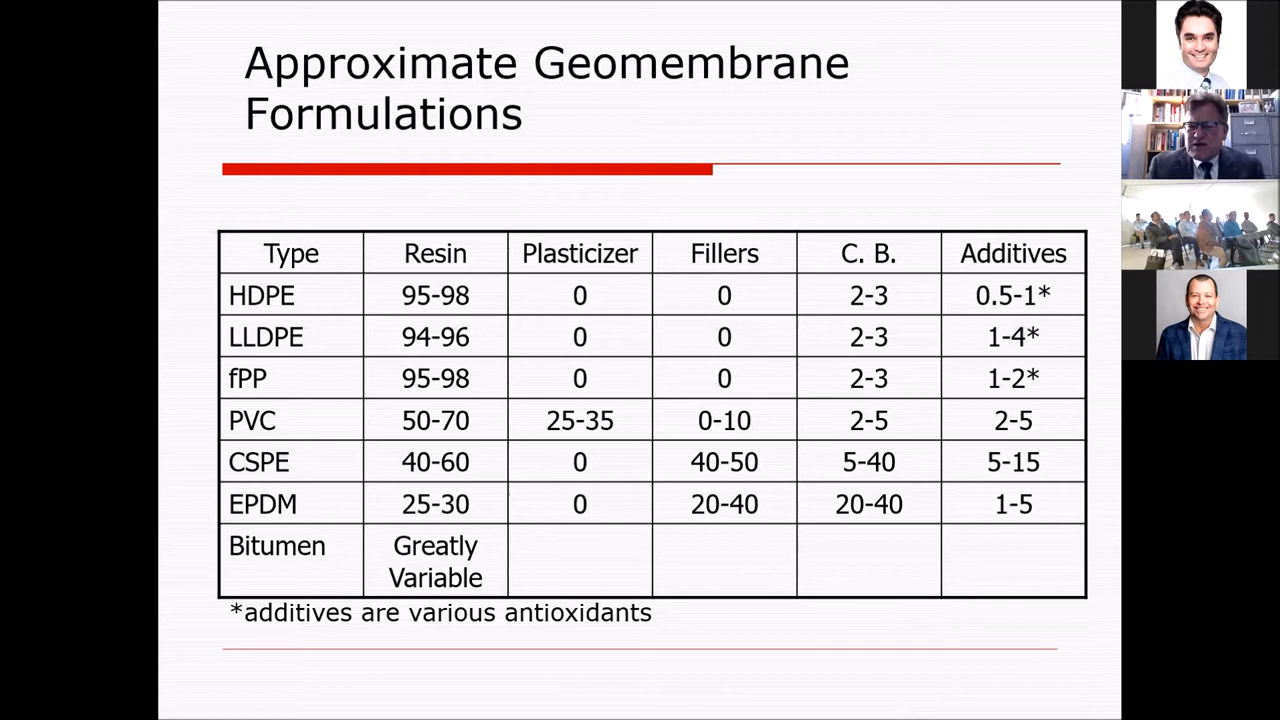 Approximate Geomembrane
Formulations
Type Resin Plasticizer Fillers C. B. Additives
HDPE 95-98 0 0 2-3 0.5-1*
LLDPE 94-96 0 0 2-3 1-4*
fPP 95-98 0 0 2-3 1-2*
PVC 50-70 25-35 0-10 2-5 2-5
CSPE 40-60 0 40-50 5-40 5-15
EPDM 25-30 0 20-40 20-40 1-5
Bitumen Greatly
Variable
*additives are various antioxidants